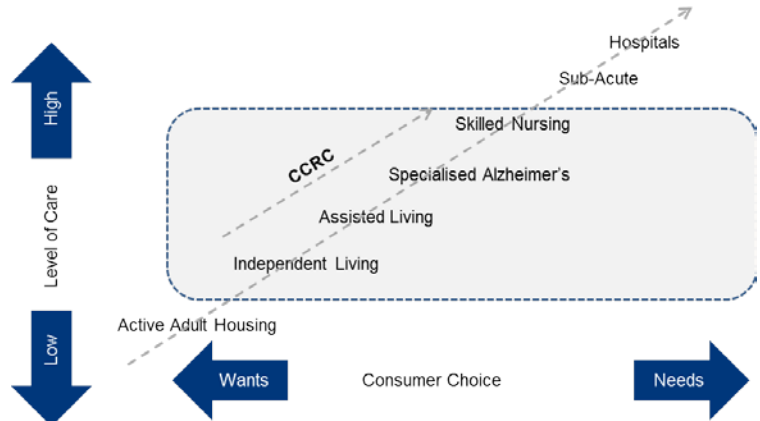 Hospitals
Sub-Acute
High
Skilled Nursing
CCRC
Specialised Alzheimer's
Level of Care
Assisted Living
Independent Living
Active Adult Housing
Low
Wants
Consumer Choice
Needs